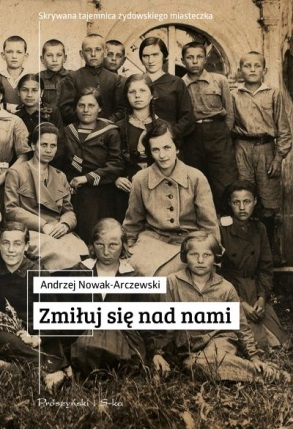 Skrywana tajemnica żydowskiego miasteczka
Andrzej Nowak-Arczewski
Zmiłuj się nad nami
Prószyński i S-ka